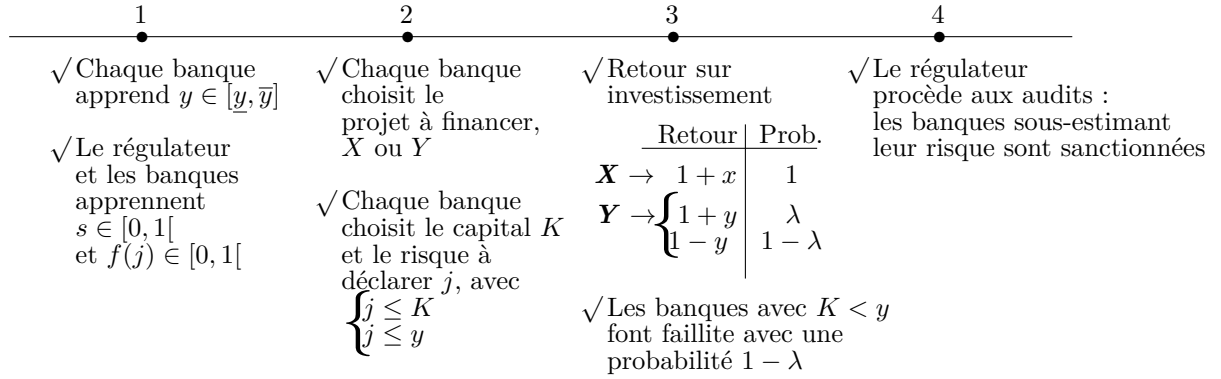 1 2 3 4
√ Chaque banque
apprend y ∈ [y, y̅]
√ Le régulateur
et les banques
apprennent
s ∈ [0, 1[
et f(j) ∈ [0, 1[
√ Chaque banque
choisit le
projet à financer,
X ou Y
√ Chaque banque
choisit le capital K
et le risque à
déclarer j, avec
j ≤ K
j ≤ y
√ Retour sur
investissement
Retour Prob.
X → 1 + x 1
Y → 1 + y λ
1 − y 1 − λ
√ Les banques avec K < y
font faillite avec une
probabilité 1 − λ
√ Le régulateur
procède aux audits :
les banques sous-estimant
leur risque sont sanctionnées